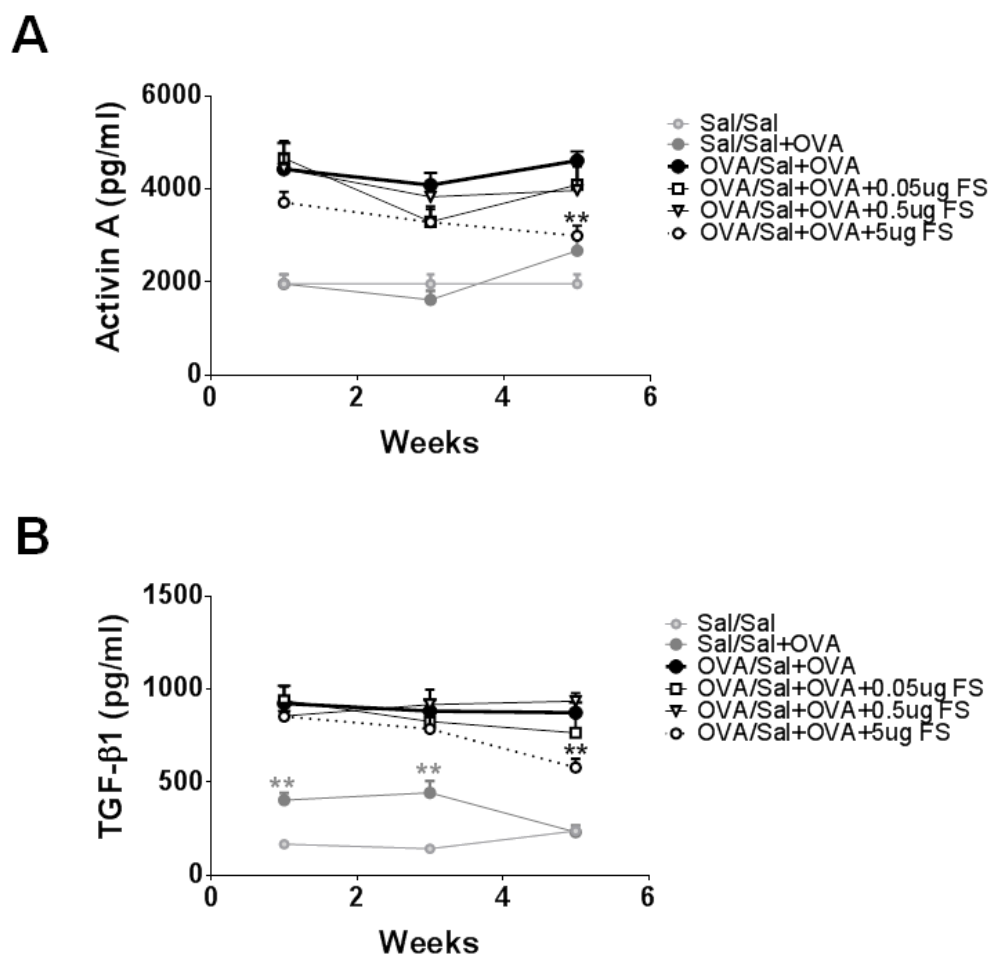 A
Activin A (pg/ml)
6000
4000
2000
0
0 2 4 6
Weeks
**
Sal/Sal
Sal/Sal+OVA
OVA/Sal+OVA
OVA/Sal+OVA+0.05ug FS
OVA/Sal+OVA+0.5ug FS
OVA/Sal+OVA+5ug FS
B
TGF-β1 (pg/ml)
1500
1000
500
0
0 2 4 6
Weeks
** ** **
Sal/Sal
Sal/Sal+OVA
OVA/Sal+OVA
OVA/Sal+OVA+0.05ug FS
OVA/Sal+OVA+0.5ug FS
OVA/Sal+OVA+5ug FS